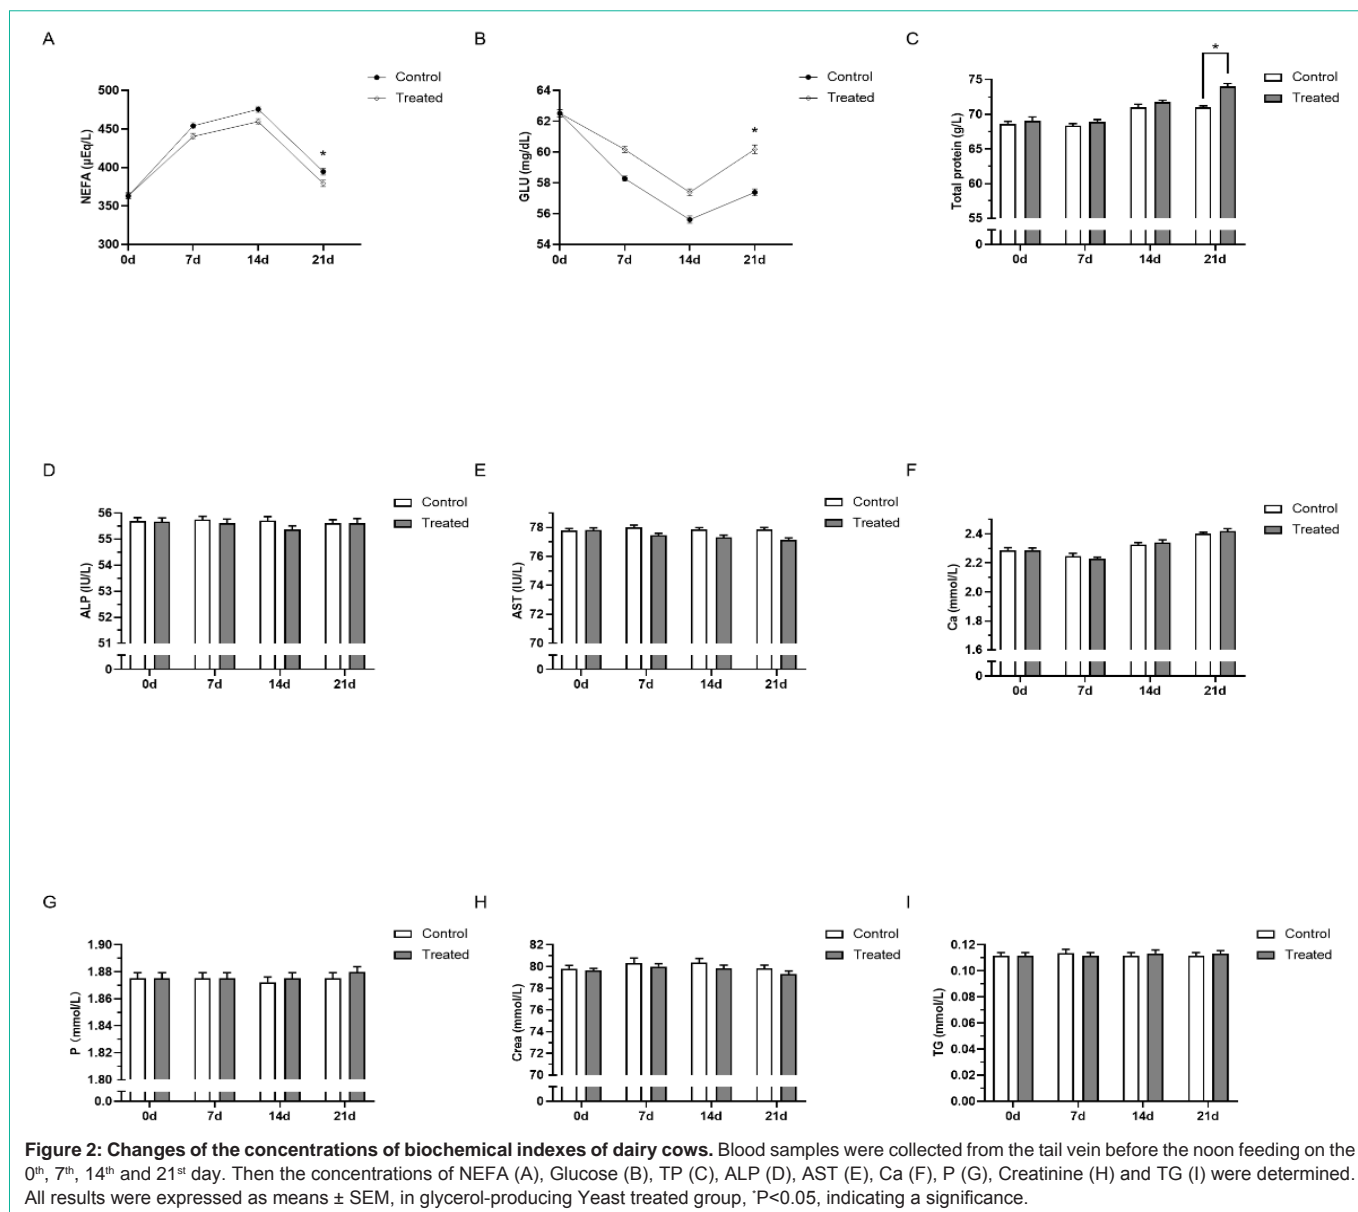 A
Control
Treated
NEFA (µEq/L)
500
450
400
350
300
*
0d 7d 14d 21d
B
Control
Treated
GLU (mg/dL)
64
62
60
58
56
54
*
0d 7d 14d 21d
C
Control
Treated
Total protein (g/L)
*
75
70
65
60
55
0
0d 7d 14d 21d
D
Control
Treated
ALP (IU/L)
56
55
54
53
52
51
0
0d 7d 14d 21d
E
Control
Treated
AST (IU/L)
78
76
74
72
70
0
0d 7d 14d 21d
F
Control
Treated
Ca (mmol/L)
2.4
2.2
2.0
1.8
1.6
0
0d 7d 14d 21d
G
Control
Treated
P (mmol/L)
1.90
1.88
1.86
1.84
1.82
1.80
0.0
0d 7d 14d 21d
H
Control
Treated
Crea (mmol/L)
82
80
78
76
74
72
70
0
0d 7d 14d 21d
I
Control
Treated
TG (mmol/L)
0.12
0.10
0.08
0.06
0.04
0.02
0.00
0d 7d 14d 21d
Figure 2: Changes of the concentrations of biochemical indexes of dairy cows. Blood samples were collected from the tail vein before the noon feeding on the
0th, 7th, 14th and 21st day. Then the concentrations of NEFA (A), Glucose (B), TP (C), ALP (D), AST (E), Ca (F), P (G), Creatinine (H) and TG (I) were determined.
All results were expressed as means ± SEM, in glycerol-producing Yeast treated group, *P<0.05, indicating a significance.